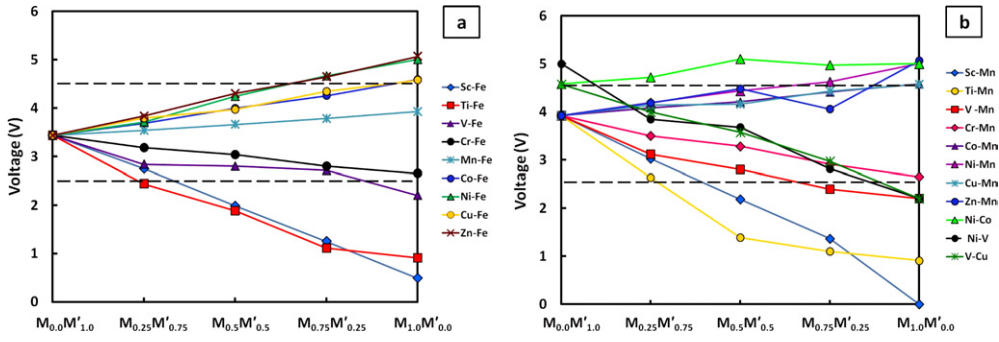 a
Voltage (V)
6
5
4
3
2
1
0
M0.0M′1.0
M0.25M′0.75
M0.5M′0.5
M0.75M′0.25
M1.0M′0.0
Sc-Fe
Ti-Fe
V-Fe
Cr-Fe
Mn-Fe
Co-Fe
Ni-Fe
Cu-Fe
Zn-Fe
b
Voltage (V)
6
5
4
3
2
1
0
M0.0M′1.0
M0.25M′0.75
M0.5M′0.5
M0.75M′0.25
M1.0M′0.0
Sc-Mn
Ti-Mn
V-Mn
Cr-Mn
Co-Mn
Ni-Mn
Cu-Mn
Zn-Mn
Ni-Co
Ni-V
V-Cu